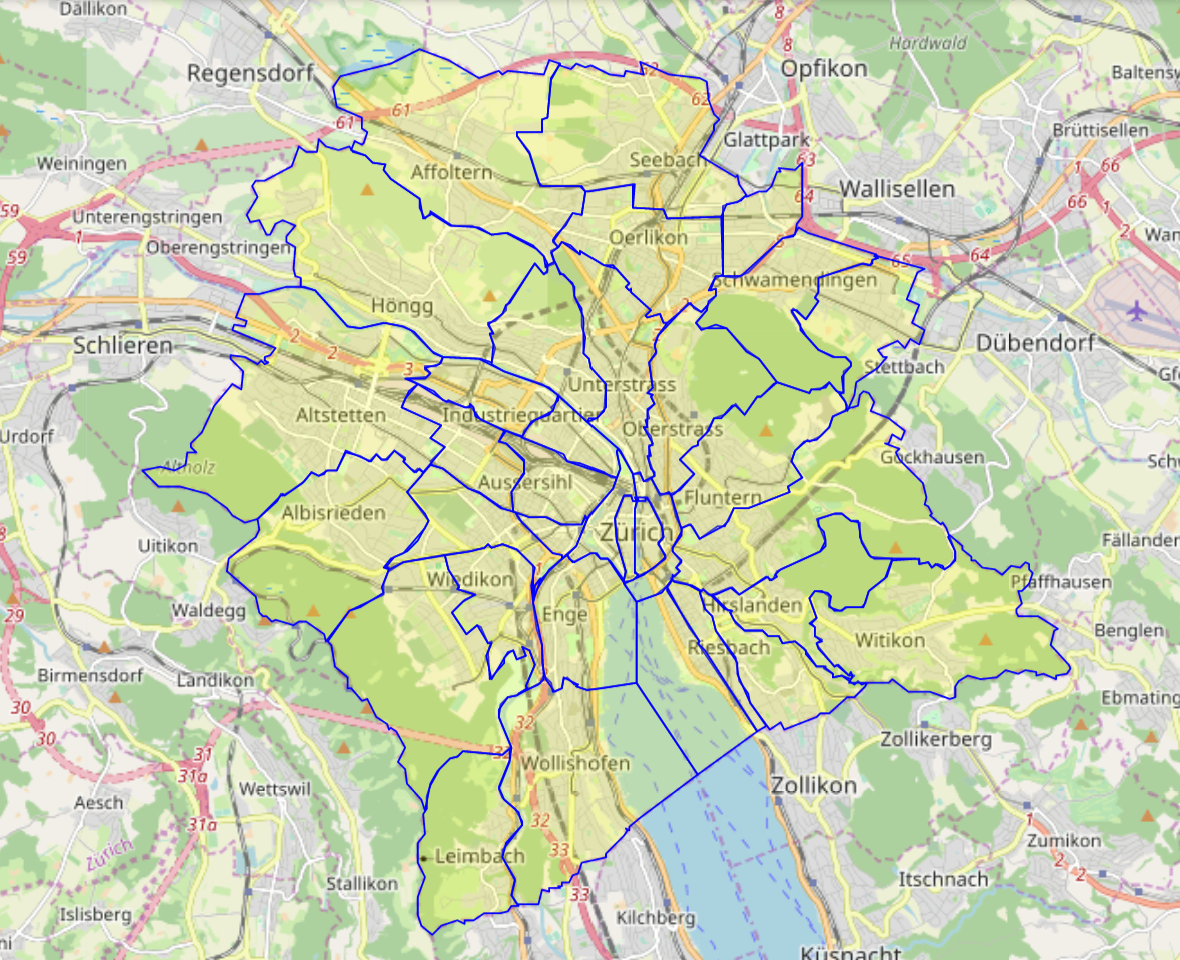 Dällikon
8
Hardwald
8
Opfikon
Baltensw
Regensdorf
62
61
62
61
Glattpark
Brüttisellen
Weiningen
Seebach
63
1
66
Affoltern
64
Wallisellen
66
1
59
Unterengstringen
2
Wan
1
Oberengstringen
Oerlikon
64
59
65
Schwamendingen
Höngg
2
2
2
Schlieren
Dübendorf
3
Stettbach
Gfe
Unterstrass
Altstetten
Industriequartier
Oberstrass
Urdorf
Gockhausen
Altholz
Schw
Aussersihl
Fluntern
Albisrieden
Zürich
8
Uitikon
Fällanden
1
Wiedikon
Pfaffhausen
29
Waldegg
Enge
Hirslanden
Benglen
Witikon
Riesbach
Birmensdorf
Landikon
Ebmating
30
32
30
31
32
Zollikerberg
31a
Wollishofen
Zollikon
Wettswil
Aesch
32
1
31a
Zumikon
Zürich
33
2
Leimbach
2
Stallikon
Itschnach
33
Islisberg
Kilchberg
Küsnacht